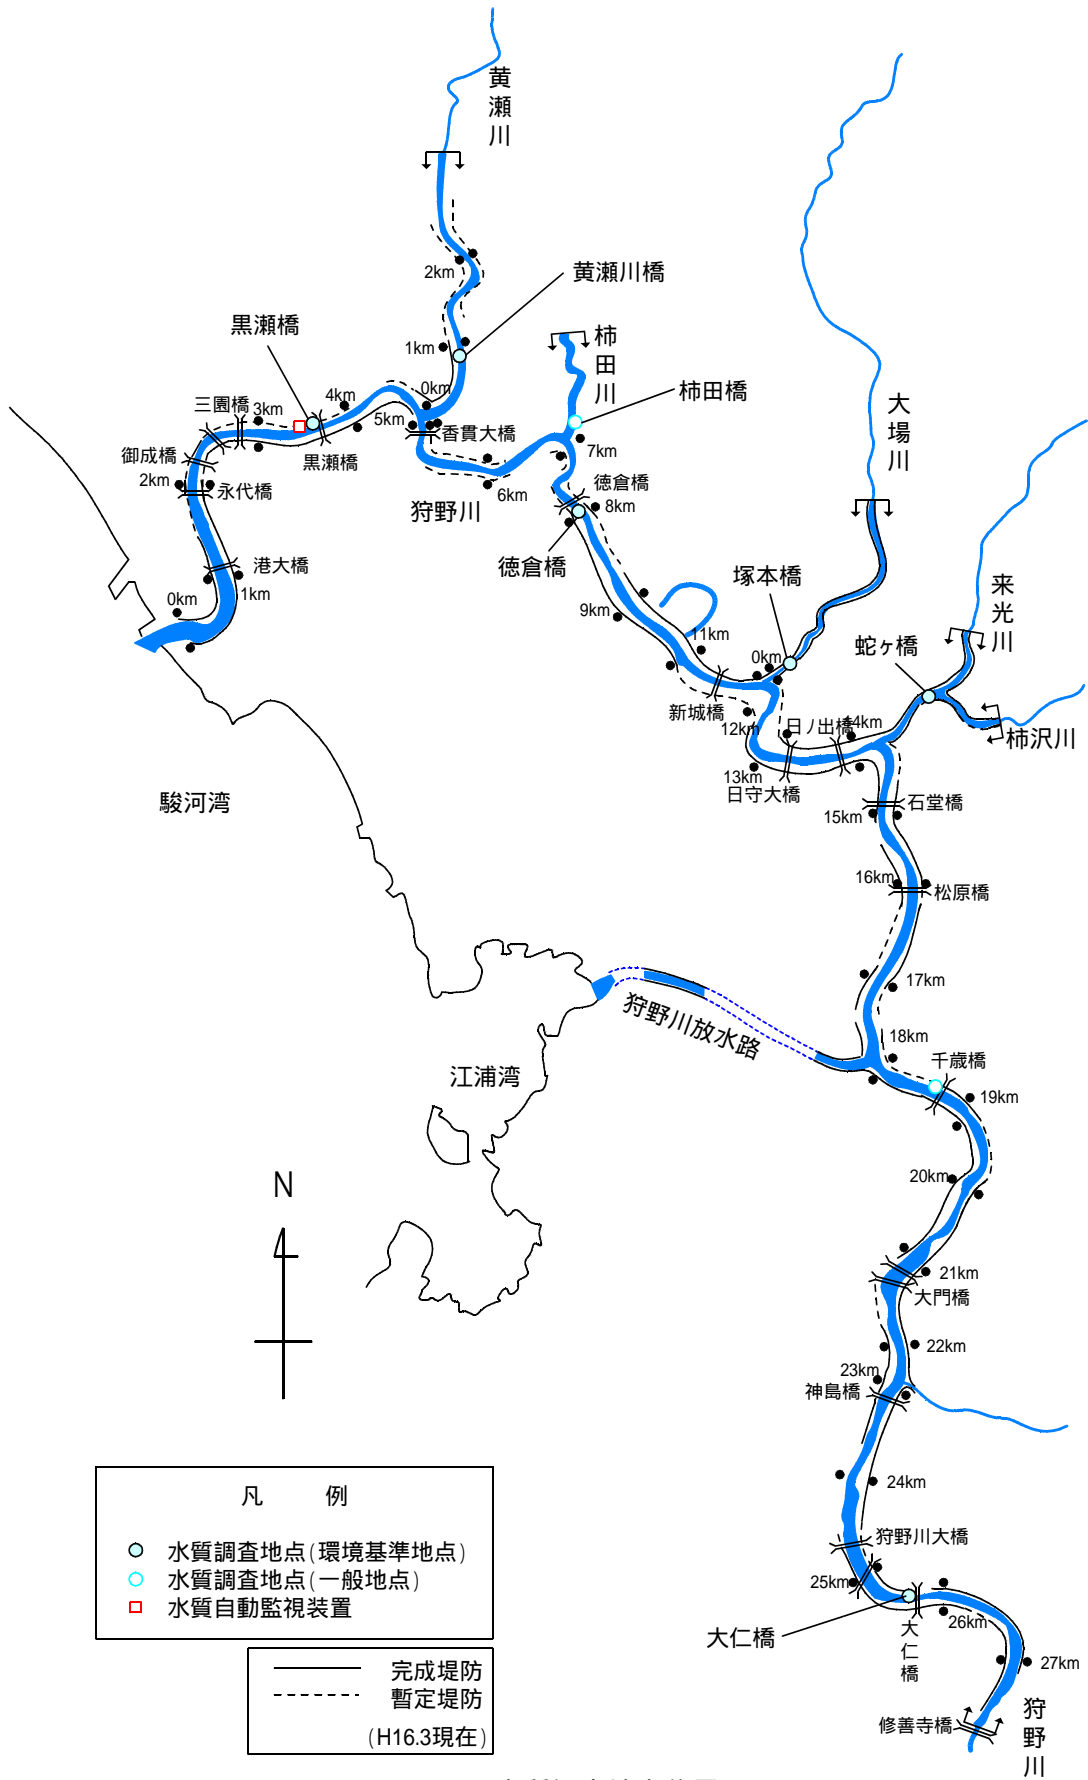 黄瀬川
2km
黄瀬川橋
黒瀬橋
柿田川
1km
0km
柿田橋
大場川
三園橋
3km
4km
5km
香貫大橋
御成橋
黒瀬橋
7km
2km
永代橋
6km
徳倉橋
8km
狩野川
徳倉橋
港大橋
塚本橋
来光川
0km
1km
9km
11km
0km
蛇ヶ橋
新城橋
12km
日ノ出橋
14km
柿沢川
13km
日守大橋
駿河湾
15km
石堂橋
16km
松原橋
17km
狩野川放水路
18km
千歳橋
江浦湾
19km
20km
N
21km
大門橋
22km
23km
神島橋
24km
狩野川大橋
25km
26km
大仁橋
大仁橋
27km
修善寺橋
狩野川
凡 例
水質調査地点(環境基準地点)
水質調査地点(一般地点)
水質自動監視装置
完成堤防
暫定堤防
(H16.3現在)